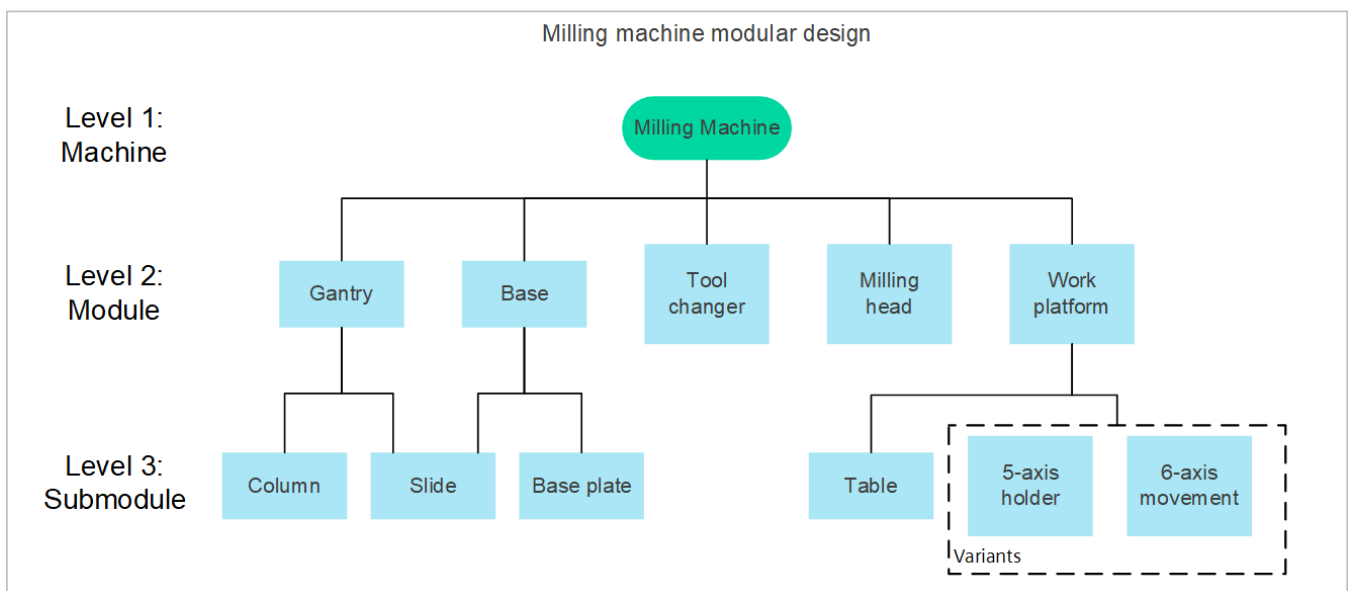 Milling machine modular design
Level 1:
Machine
Milling Machine
Level 2:
Module
Gantry
Base
Tool
changer
Milling
head
Work
platform
Level 3:
Submodule
Column
Slide
Base plate
Table
5-axis
holder
6-axis
movement
Variants